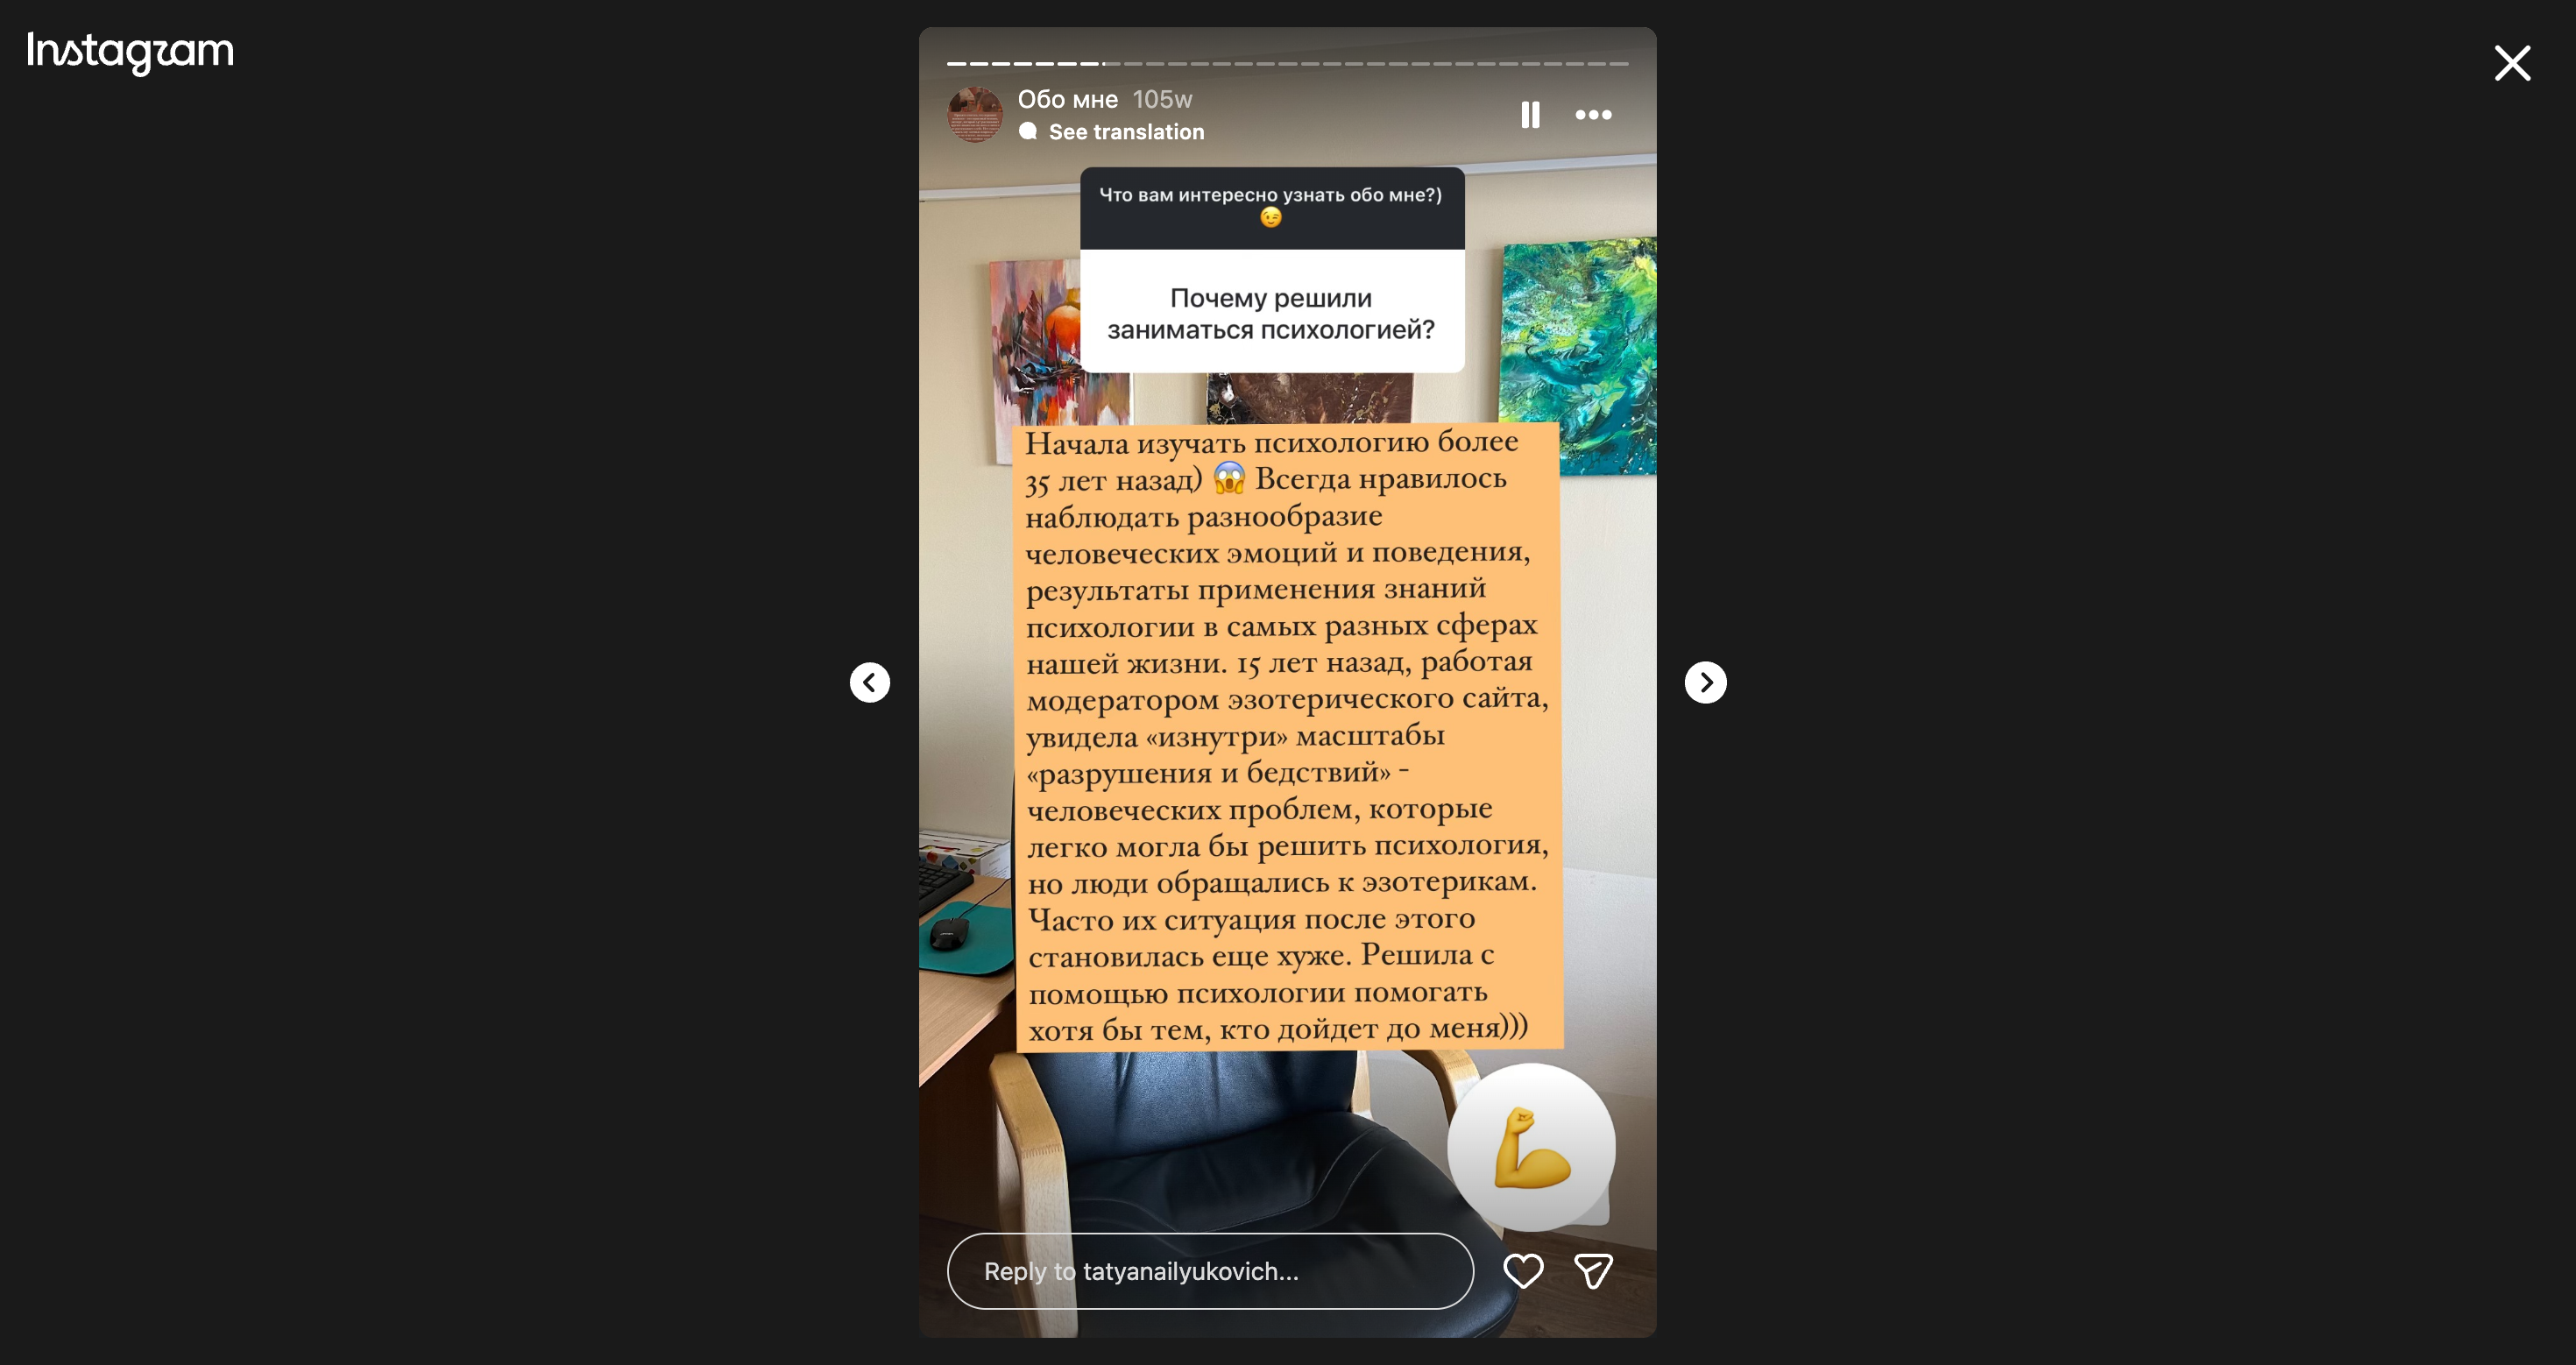 Instagram
Обо мне 105w
See translation
Что вам интересно узнать обо мне?)
😉
Почему решили
заниматься психологией?
Начала изучать психологию более
35 лет назад) 😱 Всегда нравилось
наблюдать разнообразие
человеческих эмоций и поведения,
результаты применения знаний
психологии в самых разных сферах
нашей жизни. 15 лет назад, работая
модератором эзотерического сайта,
увидела «изнутри» масштабы
«разрушения и бедствий» -
человеческих проблем, которые
легко могла бы решить психология,
но люди обращались к эзотерикам.
Часто их ситуация после этого
становилась еще хуже. Решила с
помощью психологии помогать
хотя бы тем, кто дойдет до меня)))
💪
Reply to tatyanailyukovich...